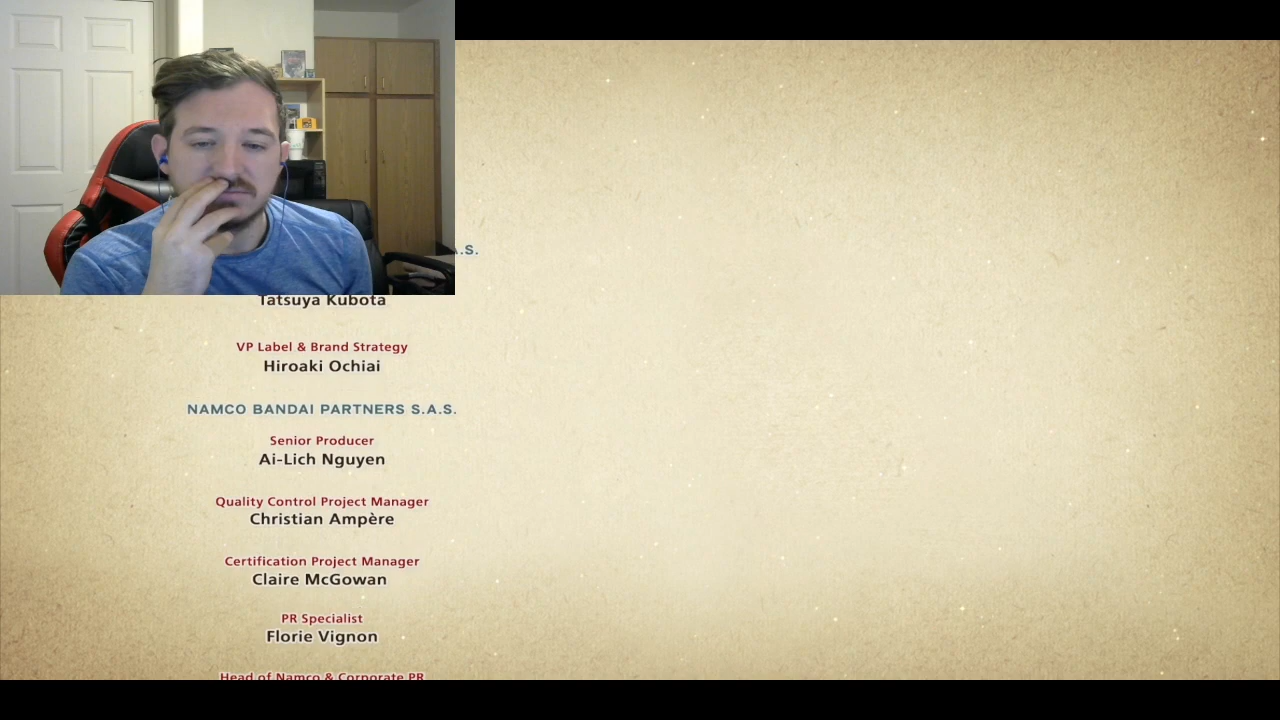 A.S.
Tatsuya Kubota
VP Label & Brand Strategy
Hiroaki Ochiai
NAMCO BANDAI PARTNERS S.A.S.
Senior Producer
Ai-Lich Nguyen
Quality Control Project Manager
Christian Ampère
Certification Project Manager
Claire McGowan
PR Specialist
Florie Vignon
Head of Namco & Corporate PR